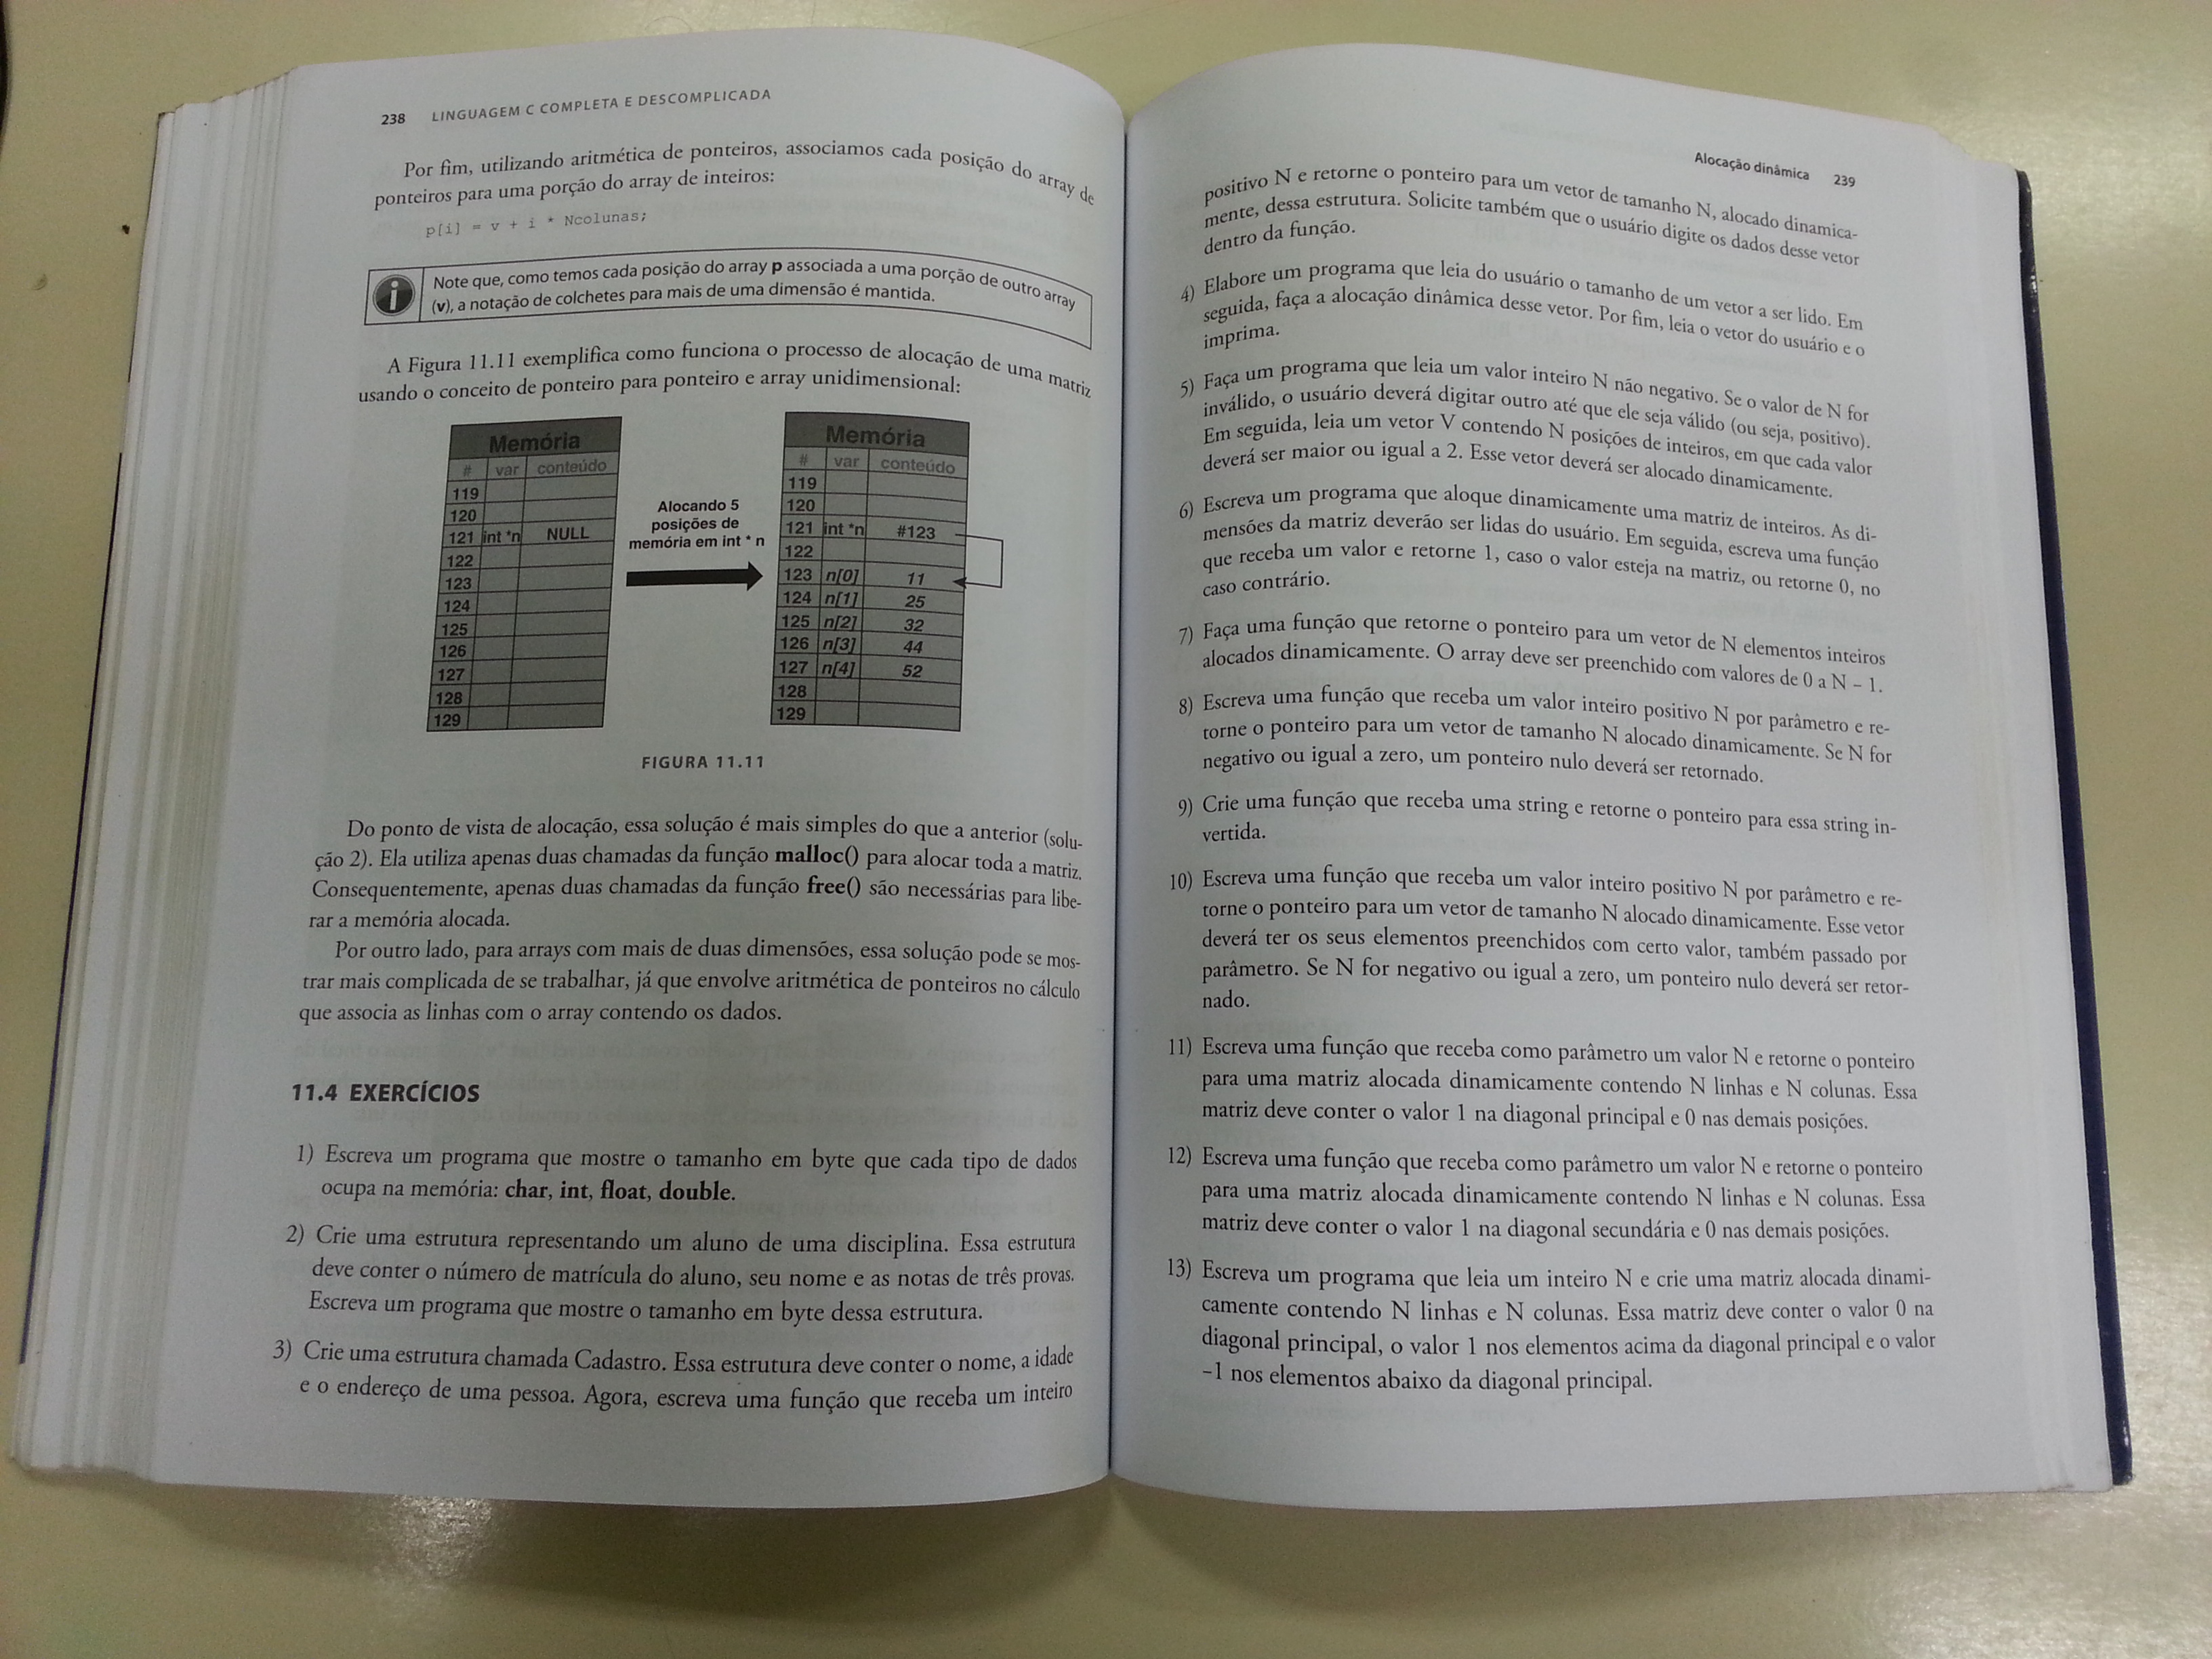 238 LINGUAGEM C COMPLETA E DESCOMPLICADA
Por fim, utilizando aritmética de ponteiros, associamos cada posição do array de
ponteiros para uma porção do array de inteiros:
p[i] = v + i * Ncolunas;
Note que, como temos cada posição do array p associada a uma porção de outro array
(v), a notação de colchetes para mais de uma dimensão é mantida.
A Figura 11.11 exemplifica como funciona o processo de alocação de uma matriz
usando o conceito de ponteiro para ponteiro e array unidimensional:
Memória
# var conteúdo
119
120
121 int *n NULL
122
123
124
125
126
127
128
129
Alocando 5
posições de
memória em int * n
Memória
# var conteúdo
119
120
121 int *n #123
122
123 n[0] 11
124 n[1] 25
125 n[2] 32
126 n[3] 44
127 n[4] 52
128
129
FIGURA 11.11
Do ponto de vista de alocação, essa solução é mais simples do que a anterior (solu-
ção 2). Ela utiliza apenas duas chamadas da função malloc() para alocar toda a matriz.
Consequentemente, apenas duas chamadas da função free() são necessárias para libe-
rar a memória alocada.
Por outro lado, para arrays com mais de duas dimensões, essa solução pode se mos-
trar mais complicada de se trabalhar, já que envolve aritmética de ponteiros no cálculo
que associa as linhas com o array contendo os dados.
11.4 EXERCÍCIOS
1) Escreva um programa que mostre o tamanho em byte que cada tipo de dados
ocupa na memória: char, int, float, double.
2) Crie uma estrutura representando um aluno de uma disciplina. Essa estrutura
deve conter o número de matrícula do aluno, seu nome e as notas de três provas.
Escreva um programa que mostre o tamanho em byte dessa estrutura.
3) Crie uma estrutura chamada Cadastro. Essa estrutura deve conter o nome, a idade
e o endereço de uma pessoa. Agora, escreva uma função que receba um inteiro
Alocação dinâmica 239
positivo N e retorne o ponteiro para um vetor de tamanho N, alocado dinamica-
mente, dessa estrutura. Solicite também que o usuário digite os dados desse vetor
dentro da função.
4) Elabore um programa que leia do usuário o tamanho de um vetor a ser lido. Em
seguida, faça a alocação dinâmica desse vetor. Por fim, leia o vetor do usuário e o
imprima.
5) Faça um programa que leia um valor inteiro N não negativo. Se o valor de N for
inválido, o usuário deverá digitar outro até que ele seja válido (ou seja, positivo).
Em seguida, leia um vetor V contendo N posições de inteiros, em que cada valor
deverá ser maior ou igual a 2. Esse vetor deverá ser alocado dinamicamente.
6) Escreva um programa que aloque dinamicamente uma matriz de inteiros. As di-
mensões da matriz deverão ser lidas do usuário. Em seguida, escreva uma função
que receba um valor e retorne 1, caso o valor esteja na matriz, ou retorne 0, no
caso contrário.
7) Faça uma função que retorne o ponteiro para um vetor de N elementos inteiros
alocados dinamicamente. O array deve ser preenchido com valores de 0 a N – 1.
8) Escreva uma função que receba um valor inteiro positivo N por parâmetro e re-
torne o ponteiro para um vetor de tamanho N alocado dinamicamente. Se N for
negativo ou igual a zero, um ponteiro nulo deverá ser retornado.
9) Crie uma função que receba uma string e retorne o ponteiro para essa string in-
vertida.
10) Escreva uma função que receba um valor inteiro positivo N por parâmetro e re-
torne o ponteiro para um vetor de tamanho N alocado dinamicamente. Esse vetor
deverá ter os seus elementos preenchidos com certo valor, também passado por
parâmetro. Se N for negativo ou igual a zero, um ponteiro nulo deverá ser retor-
nado.
11) Escreva uma função que receba como parâmetro um valor N e retorne o ponteiro
para uma matriz alocada dinamicamente contendo N linhas e N colunas. Essa
matriz deve conter o valor 1 na diagonal principal e 0 nas demais posições.
12) Escreva uma função que receba como parâmetro um valor N e retorne o ponteiro
para uma matriz alocada dinamicamente contendo N linhas e N colunas. Essa
matriz deve conter o valor 1 na diagonal secundária e 0 nas demais posições.
13) Escreva um programa que leia um inteiro N e crie uma matriz alocada dinami-
camente contendo N linhas e N colunas. Essa matriz deve conter o valor 0 na
diagonal principal, o valor 1 nos elementos acima da diagonal principal e o valor
–1 nos elementos abaixo da diagonal principal.